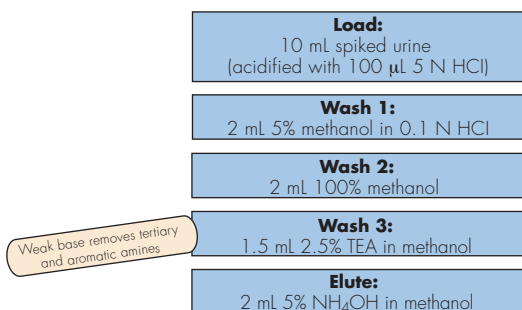 Load:
10 mL spiked urine
(acidified with 100 µL 5 N HCl)
Wash 1:
2 mL 5% methanol in 0.1 N HCl
Wash 2:
2 mL 100% methanol
Weak base removes tertiary
and aromatic amines
Wash 3:
1.5 mL 2.5% TEA in methanol
Elute:
2 mL 5% NH₄OH in methanol